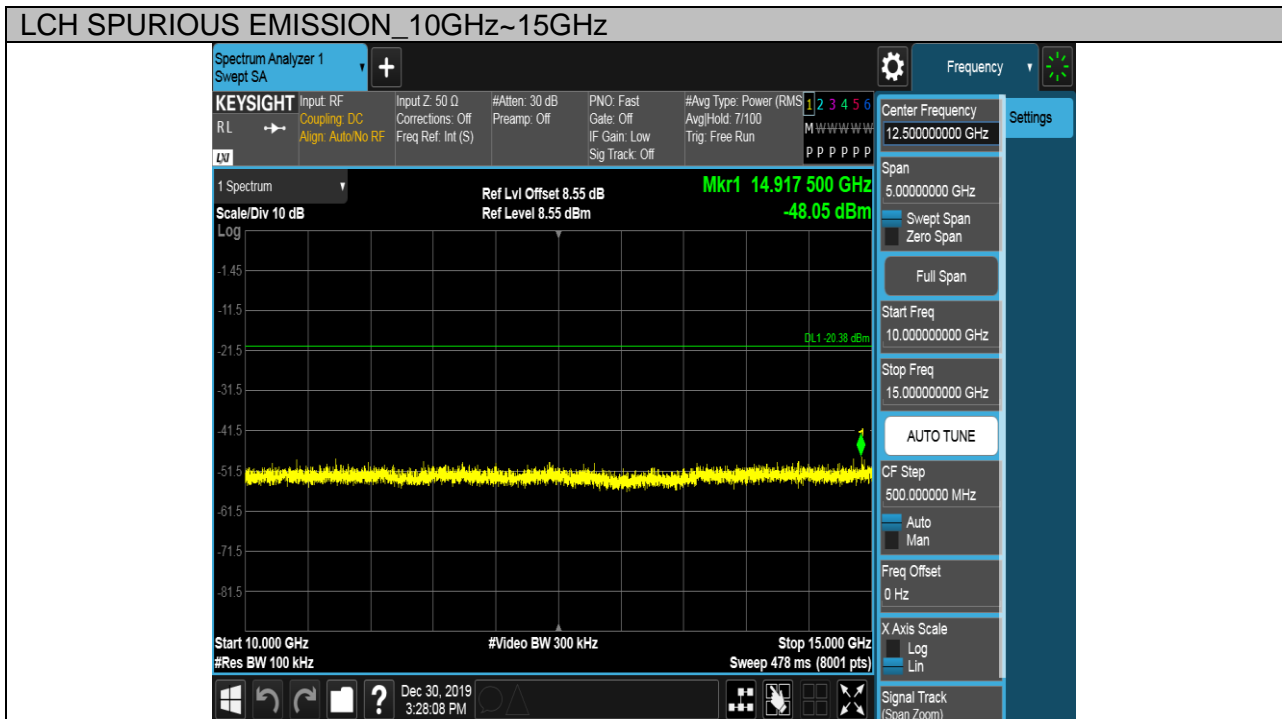 LCH SPURIOUS EMISSION_10GHz~15GHz
Spectrum Analyzer 1
Swept SA
+
Frequency
KEYSIGHT
RL
LXI
Input: RF
Coupling: DC
Align: Auto/No RF
Input Z: 50 Ω
Corrections: Off
Freq Ref: Int (S)
#Atten: 30 dB
Preamp: Off
PNO: Fast
Gate: Off
IF Gain: Low
Sig Track: Off
#Avg Type: Power (RMS
Avg|Hold: 7/100
Trig: Free Run
1 2 3 4 5 6
M W W W W W
P P P P P P
1 Spectrum
Scale/Div 10 dB
Ref Lvl Offset 8.55 dB
Ref Level 8.55 dBm
Mkr1 14.917 500 GHz
-48.05 dBm
Log
-1.45
-11.5
-21.5
-31.5
-41.5
-51.5
-61.5
-71.5
-81.5
DL1 -20.38 dBm
1
Start 10.000 GHz
#Res BW 100 kHz
#Video BW 300 kHz
Stop 15.000 GHz
Sweep 478 ms (8001 pts)
Center Frequency
12.500000000 GHz
Settings
Span
5.00000000 GHz
Swept Span
Zero Span
Full Span
Start Freq
10.000000000 GHz
Stop Freq
15.000000000 GHz
AUTO TUNE
CF Step
500.000000 MHz
Auto
Man
Freq Offset
0 Hz
X Axis Scale
Log
Lin
Signal Track
(Span Zoom)
?
Dec 30, 2019
3:28:08 PM